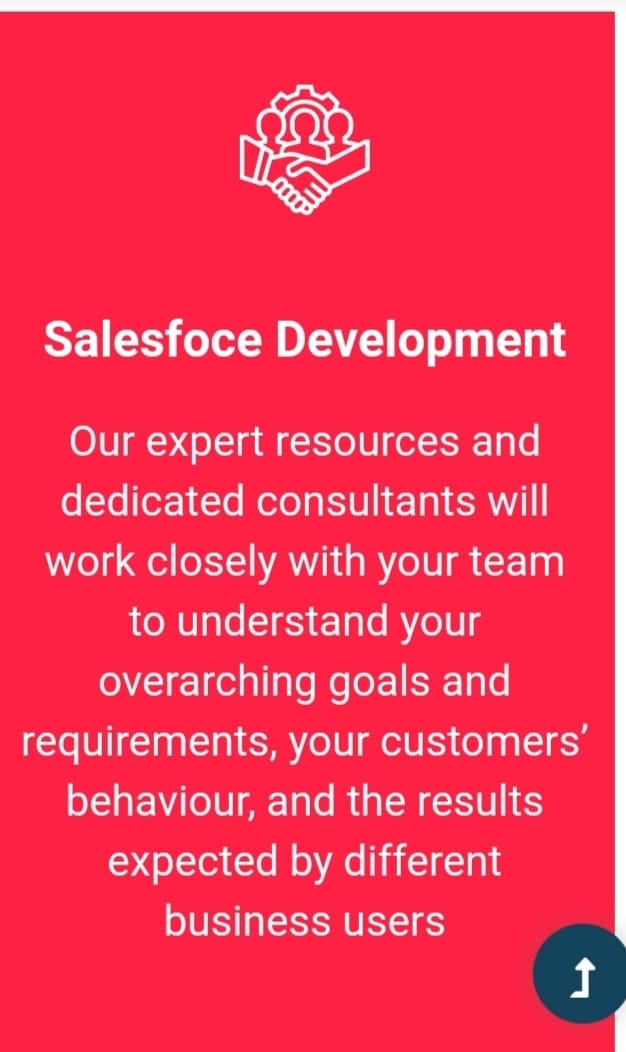 Salesfoce Development
Our expert resources and
dedicated consultants will
work closely with your team
to understand your
overarching goals and
requirements, your customers’
behaviour, and the results
expected by different
business users